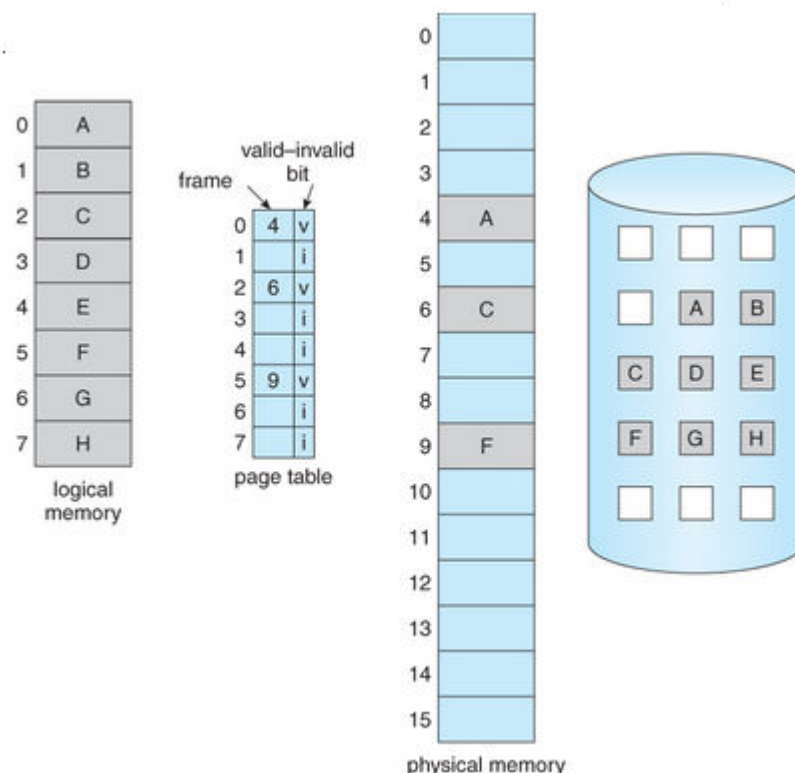 0 A
1 B
2 C
3 D
4 E
5 F
6 G
7 H
logical
memory
valid–invalid
bit
frame
0 4 v
1 i
2 6 v
3 i
4 i
5 9 v
6 i
7 i
page table
0
1
2
3
4 A
5
6 C
7
8
9 F
10
11
12
13
14
15
physical memory
A B
C D E
F G H